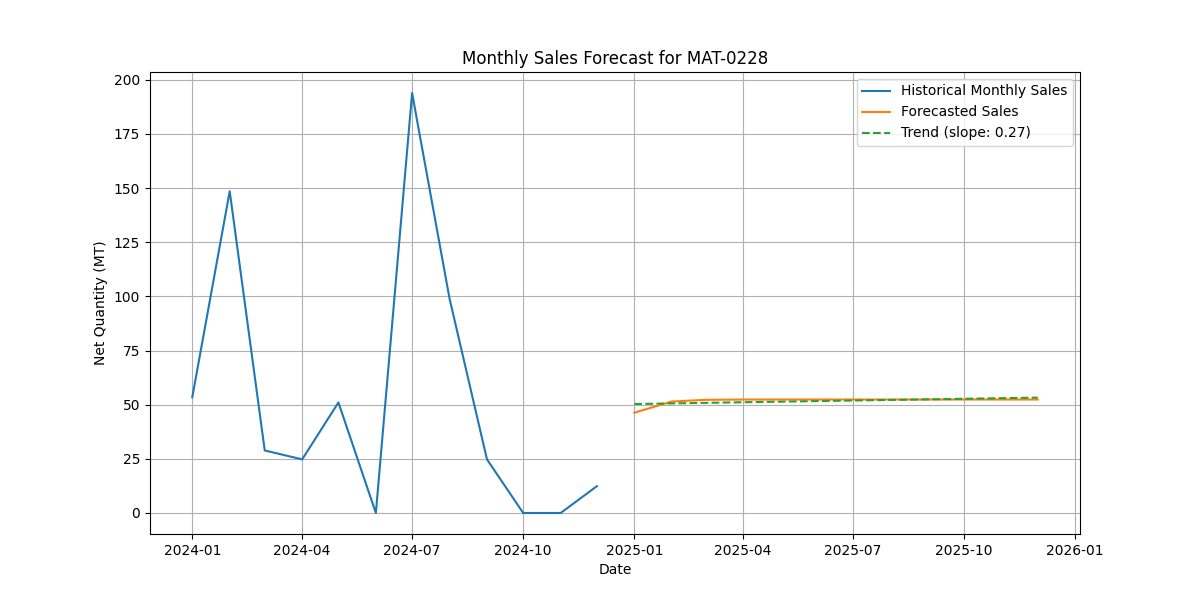 Monthly Sales Forecast for MAT-0228
Historical Monthly Sales
Forecasted Sales
Trend (slope: 0.27)
Net Quantity (MT)
200
175
150
125
100
75
50
25
0
2024-01 2024-04 2024-07 2024-10 2025-01 2025-04 2025-07 2025-10 2026-01
Date